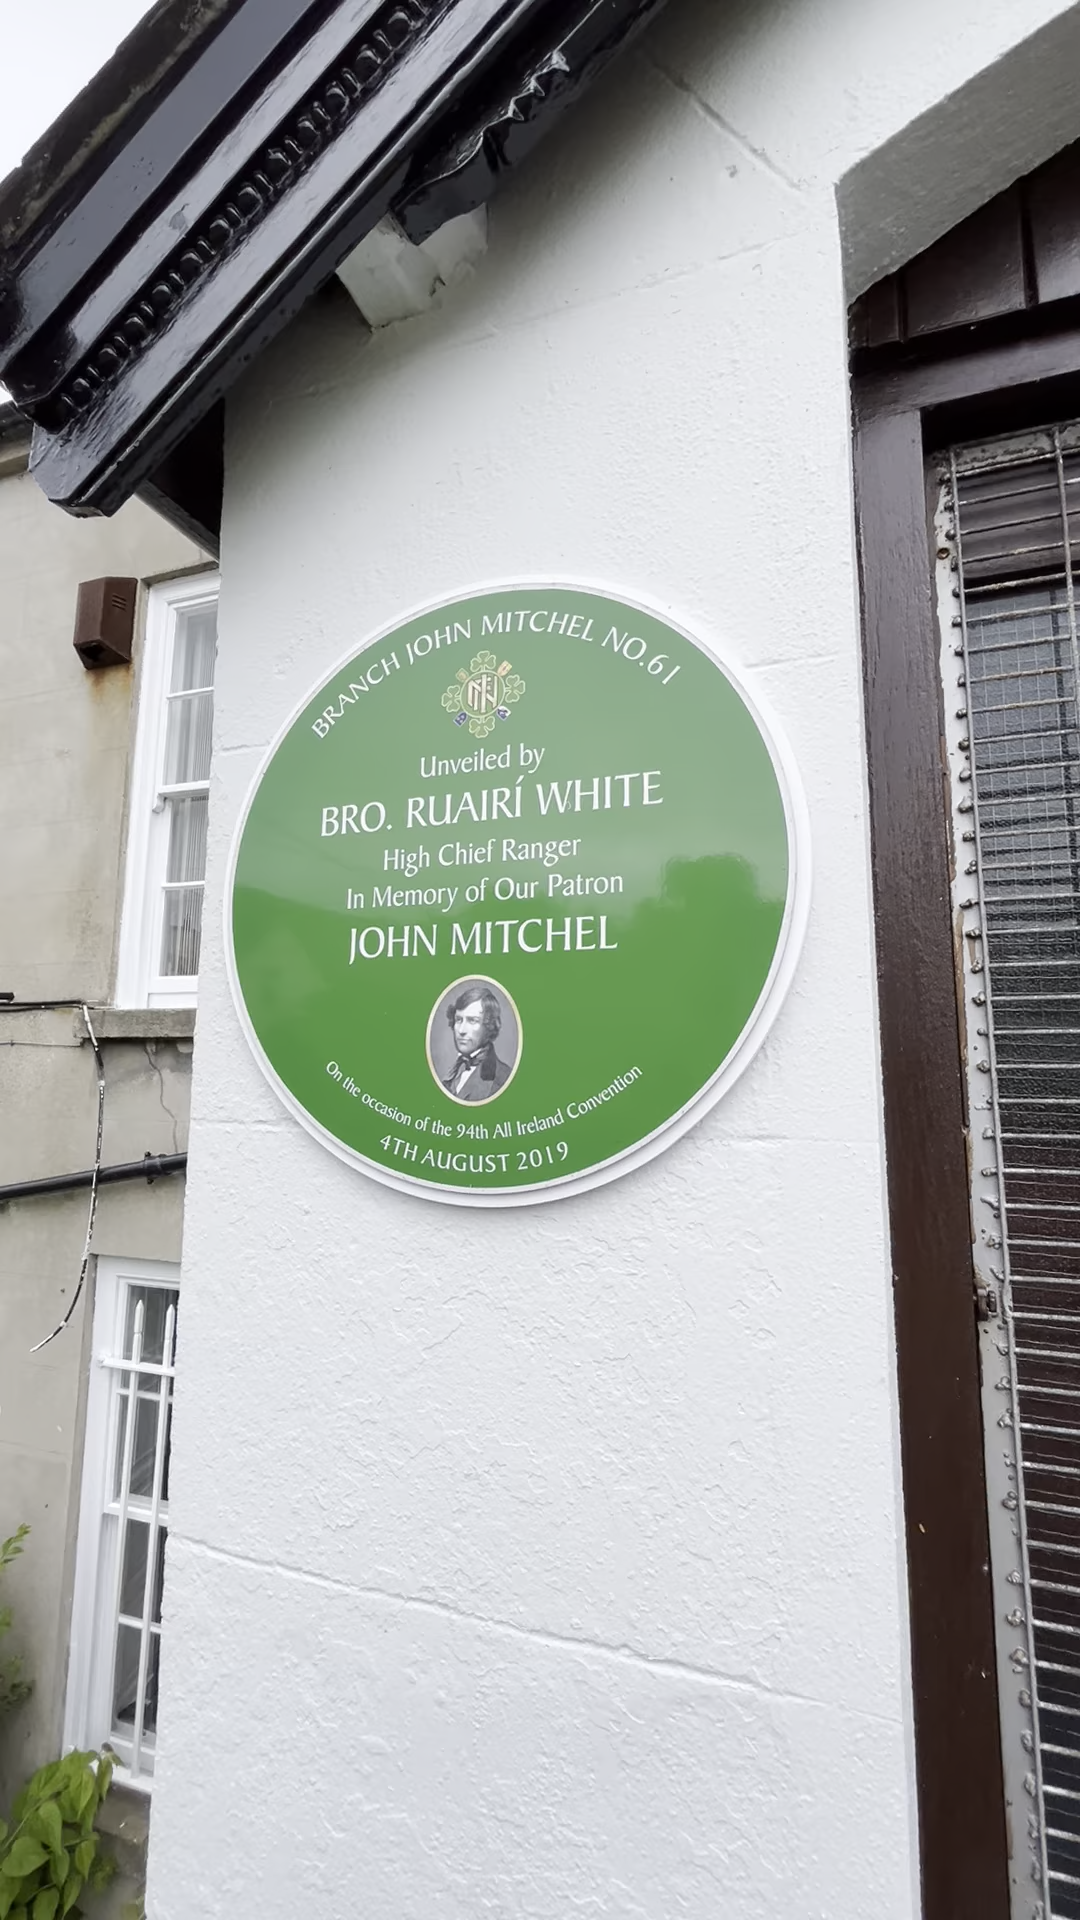 BRANCH JOHN MITCHEL NO.61
Unveiled by
BRO. RUAIRÍ WHITE
High Chief Ranger
In Memory of Our Patron
JOHN MITCHEL
On the occasion of the 94th All Ireland Convention
4TH AUGUST 2019